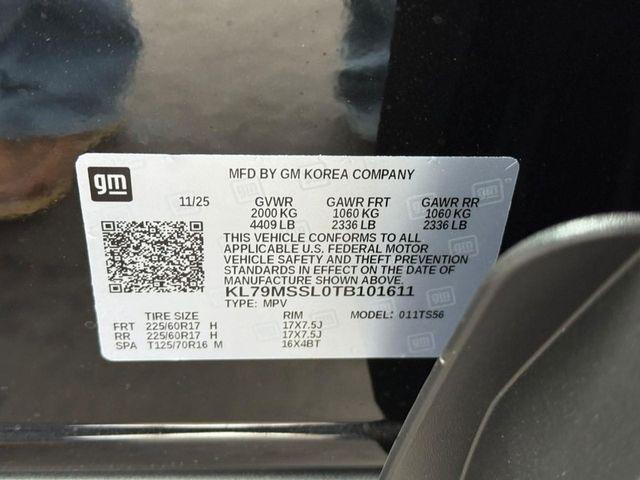 gm
MFD BY GM KOREA COMPANY
11/25 GVWR GAWR FRT GAWR RR
2000 KG 1060 KG 1060 KG
4409 LB 2336 LB 2336 LB
THIS VEHICLE CONFORMS TO ALL
APPLICABLE U.S. FEDERAL MOTOR
VEHICLE SAFETY AND THEFT PREVENTION
STANDARDS IN EFFECT ON THE DATE OF
MANUFACTURE SHOWN ABOVE.
KL79MSSL0TB101611
TYPE: MPV MODEL: 011TS56
TIRE SIZE RIM
FRT 225/60R17 H 17X7.5J
RR 225/60R17 H 17X7.5J
SPA T125/70R16 M 16X4BT